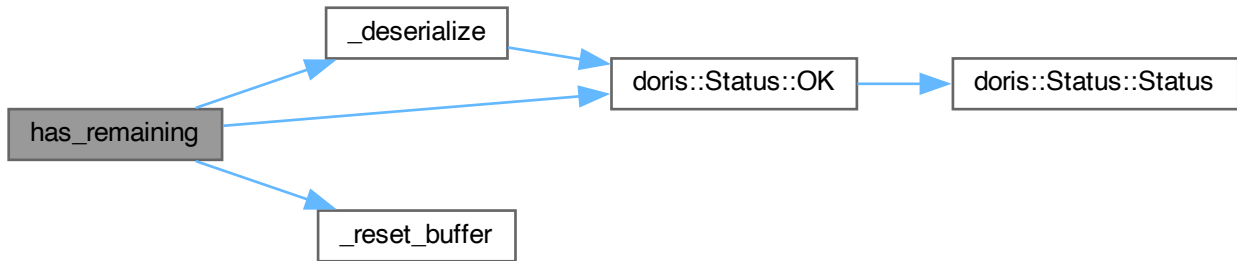 _deserialize
doris::Status::OK
doris::Status::Status
has_remaining
_reset_buffer